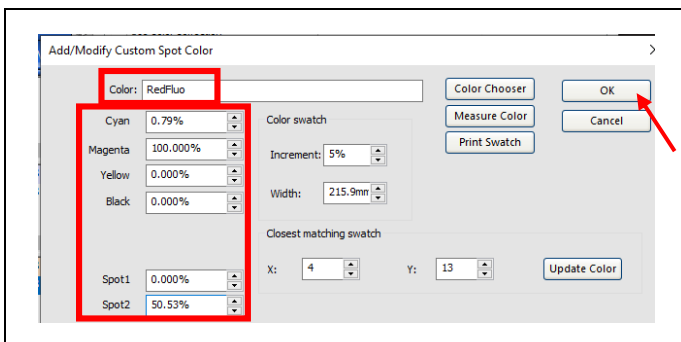 Add/Modify Custom Spot Color
Color: RedFluo
Color Chooser
OK
Cyan 0.79%
Color swatch
Measure Color
Cancel
Magenta 100.000%
Increment: 5%
Print Swatch
Yellow 0.000%
Width: 215.9mm
Black 0.000%
Closest matching swatch
X: 4 Y: 13
Update Color
Spot1 0.000%
Spot2 50.53%